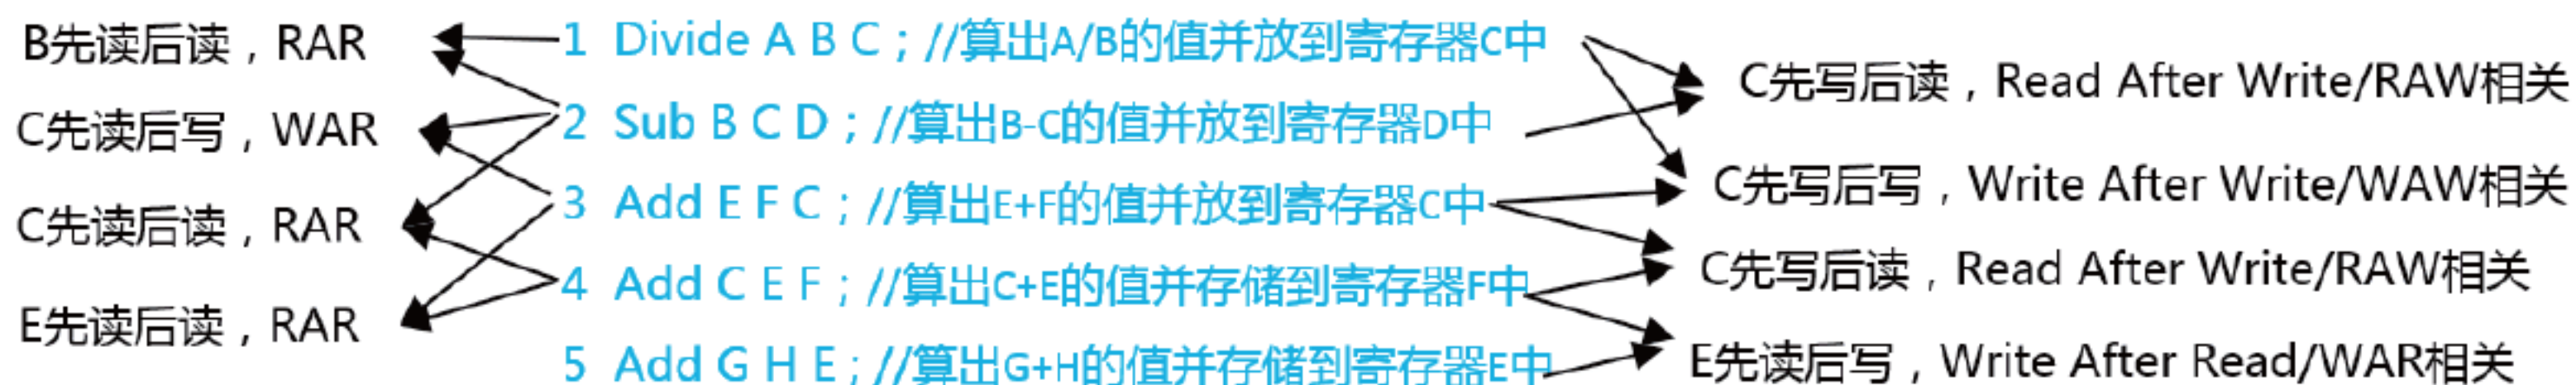 B先读后读，RAR
C先读后写，WAR
C先读后读，RAR
E先读后读，RAR
1 Divide A B C；//算出A/B的值并放到寄存器C中
2 Sub B C D；//算出B-C的值并放到寄存器D中
3 Add E F C；//算出E+F的值并放到寄存器C中
4 Add C E F；//算出C+E的值并存储到寄存器F中
5 Add G H E；//算出G+H的值并存储到寄存器E中
C先写后读，Read After Write/RAW相关
C先写后写，Write After Write/WAW相关
C先写后读，Read After Write/RAW相关
E先读后写，Write After Read/WAR相关